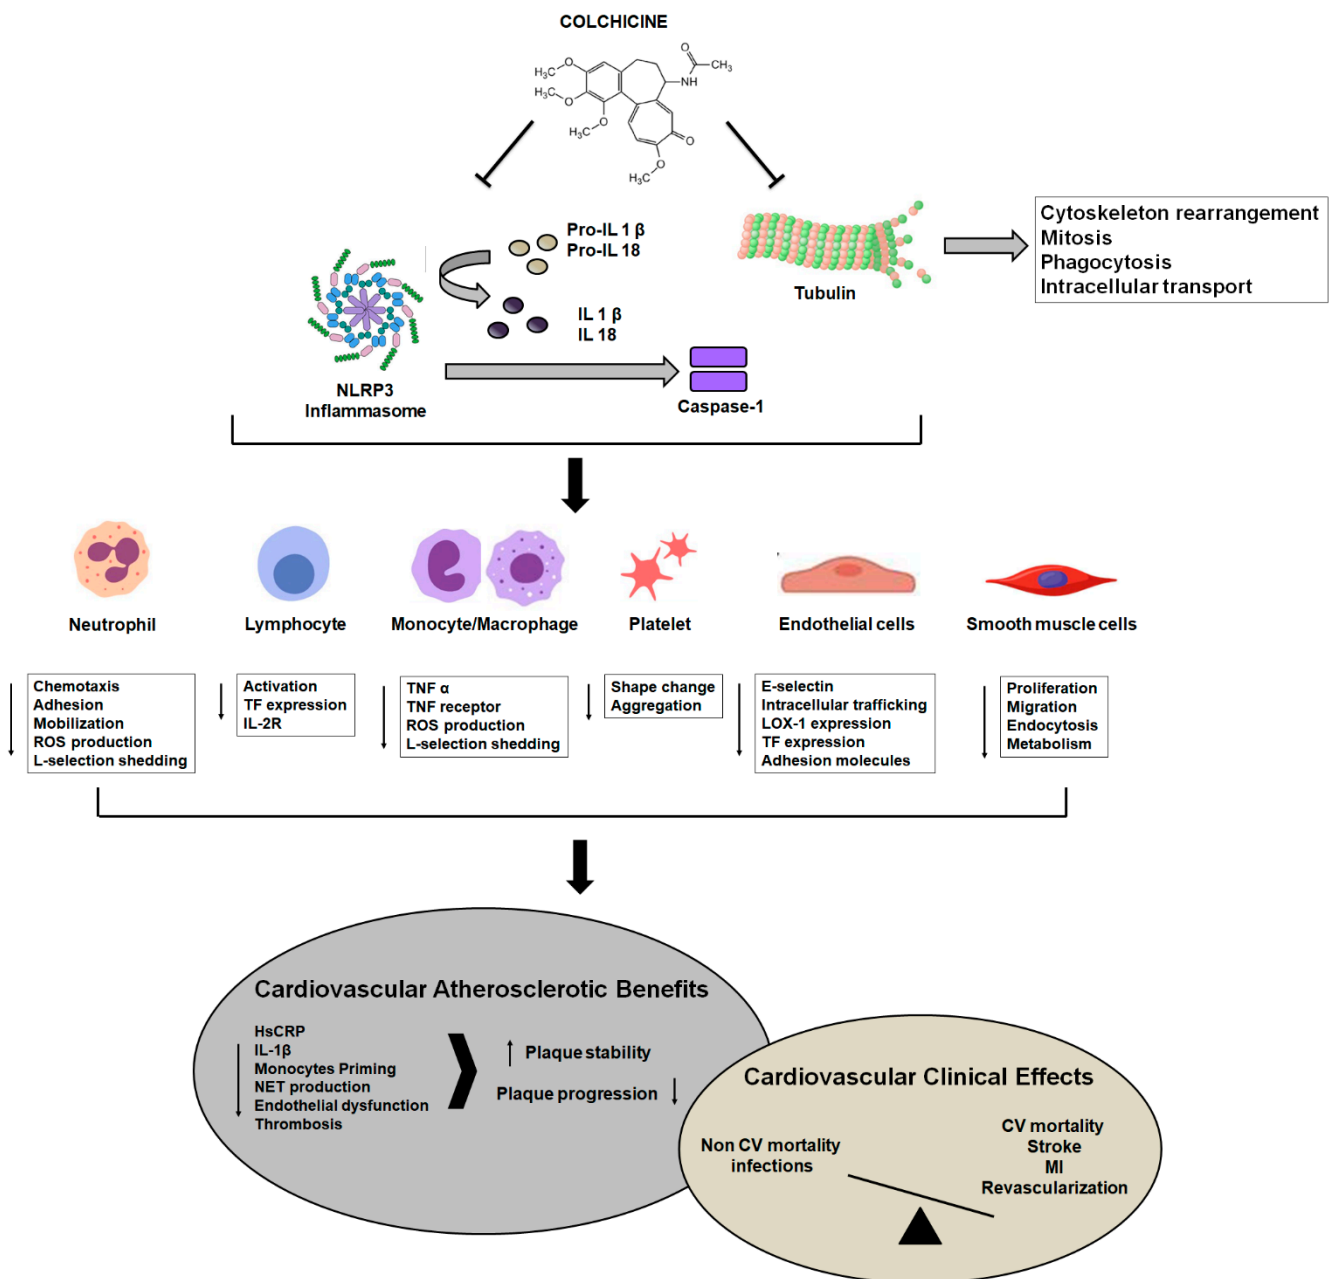 COLCHICINE
O
H₃C
O
NH
CH₃
H₃C
O
O
H₃C
O
O
H₃C
Pro-IL 1 β
Pro-IL 18
IL 1 β
IL 18
NLRP3
Inflammasome
Caspase-1
Tubulin
Cytoskeleton rearrangement
Mitosis
Phagocytosis
Intracellular transport
Neutrophil
Lymphocyte
Monocyte/Macrophage
Platelet
Endothelial cells
Smooth muscle cells
Chemotaxis
Adhesion
Mobilization
ROS production
L-selection shedding
Activation
TF expression
IL-2R
TNF α
TNF receptor
ROS production
L-selection shedding
Shape change
Aggregation
E-selectin
Intracellular trafficking
LOX-1 expression
TF expression
Adhesion molecules
Proliferation
Migration
Endocytosis
Metabolism
Cardiovascular Atherosclerotic Benefits
HsCRP
IL-1β
Monocytes Priming
NET production
Endothelial dysfunction
Thrombosis
Plaque stability
Plaque progression
Cardiovascular Clinical Effects
Non CV mortality
infections
CV mortality
Stroke
MI
Revascularization